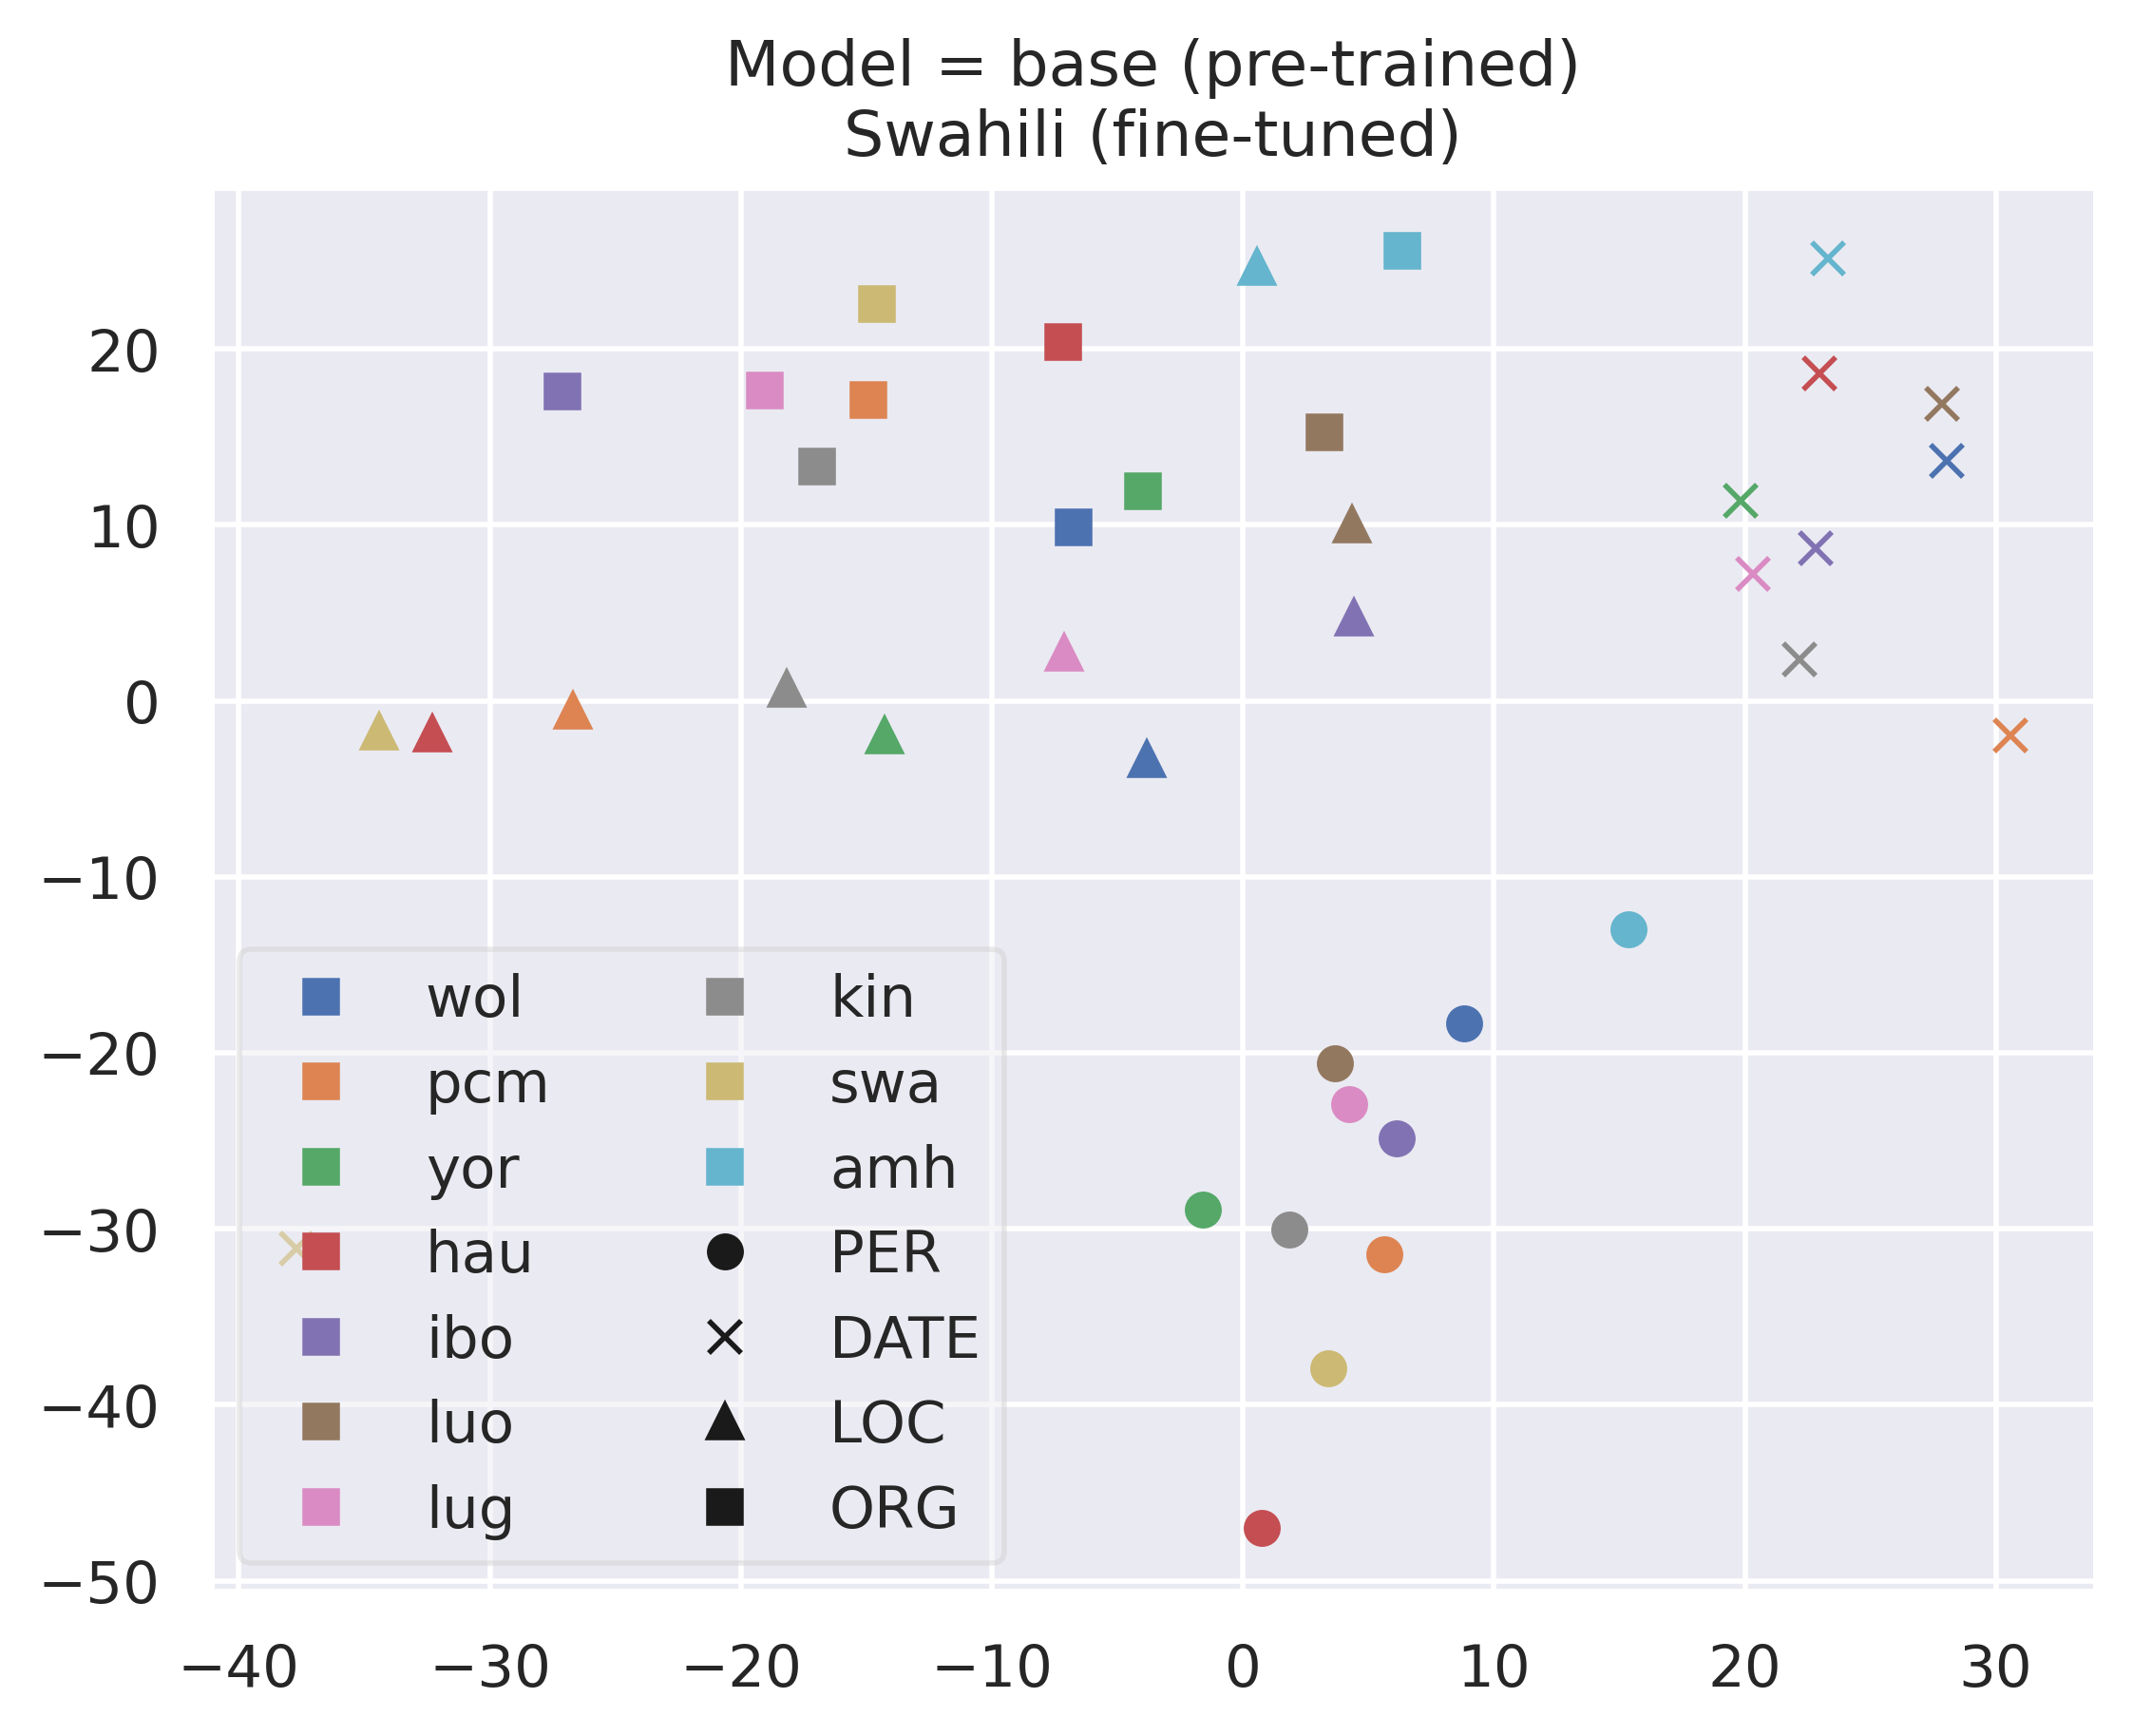 Model = base (pre-trained)
Swahili (fine-tuned)
20
10
0
−10
−20
−30
−40
−50
wol
pcm
yor
hau
ibo
luo
lug
kin
swa
amh
PER
DATE
LOC
ORG
−40 −30 −20 −10 0 10 20 30